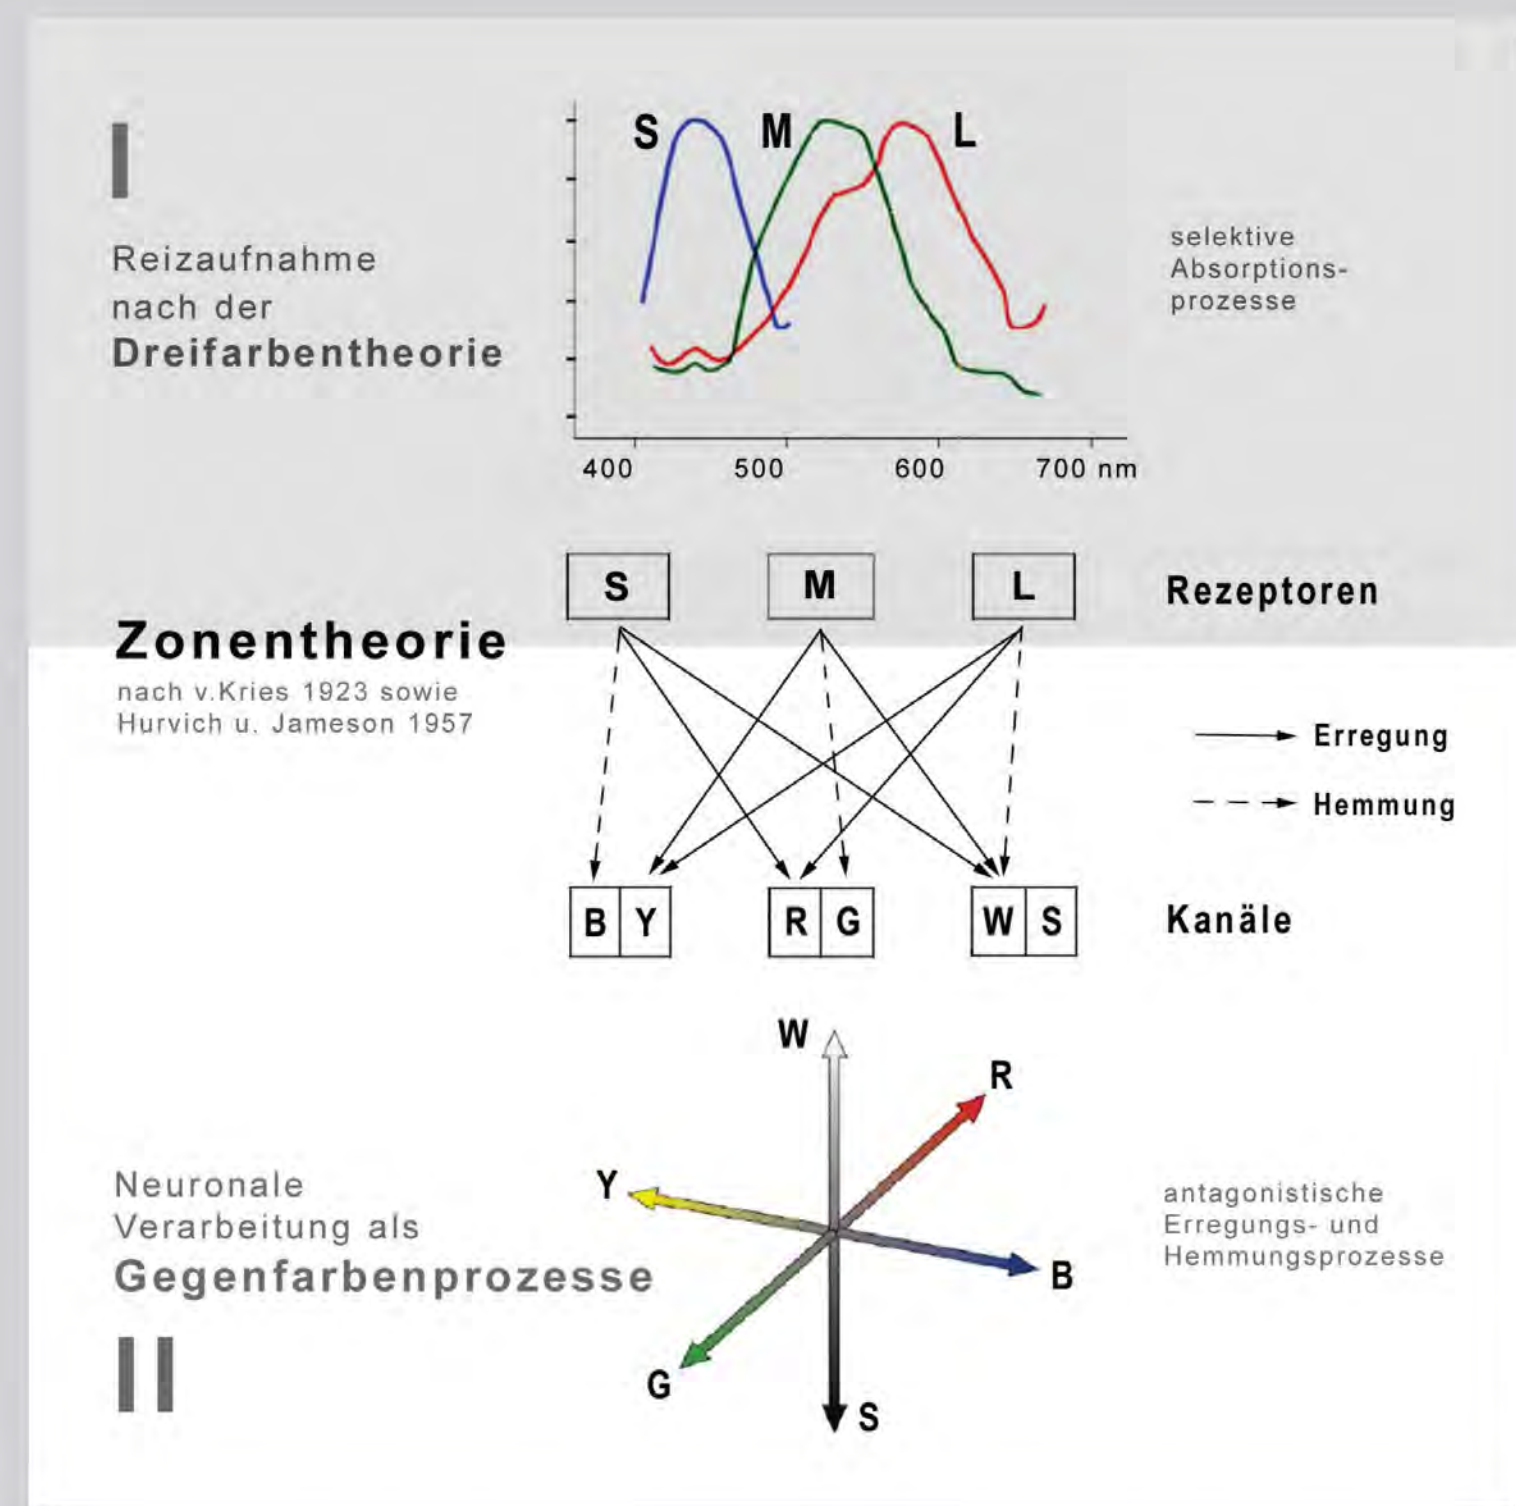 I
Reizaufnahme
nach der
Dreifarbentheorie
S M L
400 500 600 700 nm
selektive
Absorptions-
prozesse
S M L
Rezeptoren
Zonentheorie
nach v.Kries 1923 sowie
Hurvich u. Jameson 1957
Erregung
Hemmung
B Y R G W S
Kanäle
W
R
Y
B
G
S
Neuronale
Verarbeitung als
Gegenfarbenprozesse
II
antagonistische
Erregungs- und
Hemmungsprozesse